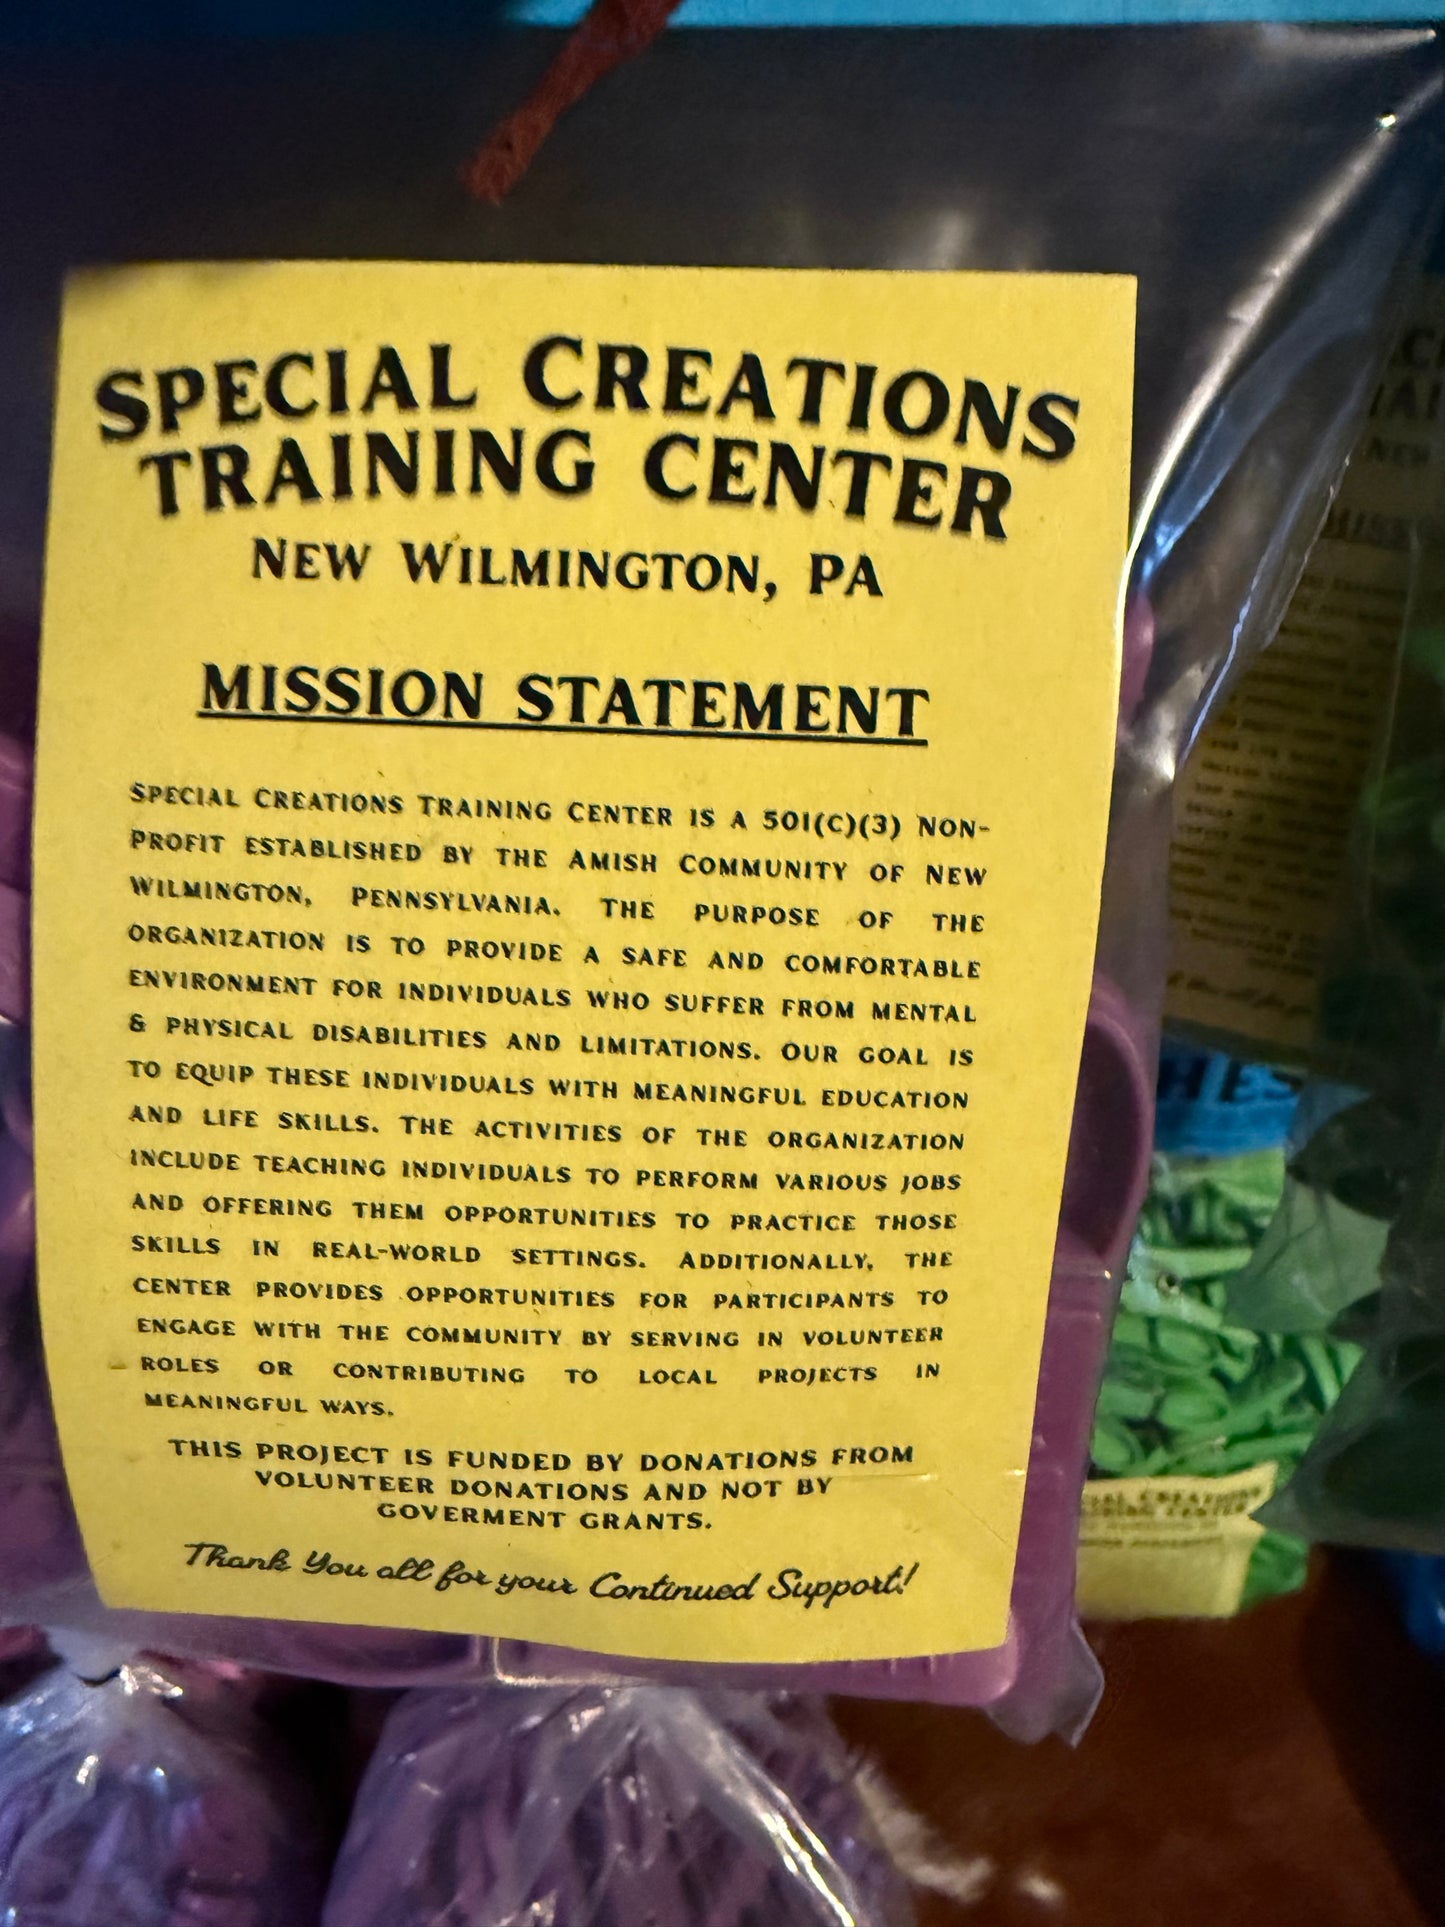 SPECIAL CREATIONS
TRAINING CENTER
NEW WILMINGTON, PA
MISSION STATEMENT
SPECIAL CREATIONS TRAINING CENTER IS A 501(C)(3) NON-
PROFIT ESTABLISHED BY THE AMISH COMMUNITY OF NEW
WILMINGTON, PENNSYLVANIA. THE PURPOSE OF THE
ORGANIZATION IS TO PROVIDE A SAFE AND COMFORTABLE
ENVIRONMENT FOR INDIVIDUALS WHO SUFFER FROM MENTAL
& PHYSICAL DISABILITIES AND LIMITATIONS. OUR GOAL IS
TO EQUIP THESE INDIVIDUALS WITH MEANINGFUL EDUCATION
AND LIFE SKILLS. THE ACTIVITIES OF THE ORGANIZATION
INCLUDE TEACHING INDIVIDUALS TO PERFORM VARIOUS JOBS
AND OFFERING THEM OPPORTUNITIES TO PRACTICE THOSE
SKILLS IN REAL-WORLD SETTINGS. ADDITIONALLY, THE
CENTER PROVIDES OPPORTUNITIES FOR PARTICIPANTS TO
ENGAGE WITH THE COMMUNITY BY SERVING IN VOLUNTEER
ROLES OR CONTRIBUTING TO LOCAL PROJECTS IN
MEANINGFUL WAYS.
THIS PROJECT IS FUNDED BY DONATIONS FROM
VOLUNTEER DONATIONS AND NOT BY
GOVERMENT GRANTS.
Thank You all for your Continued Support!